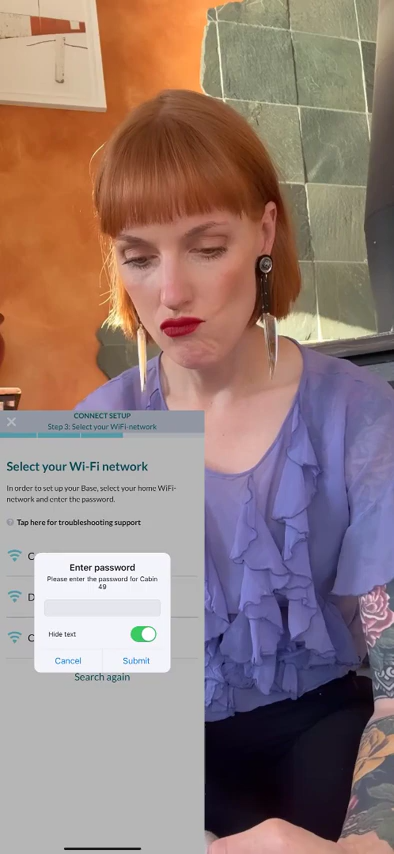 CONNECT SETUP
Step 3: Select your WiFi-network
Select your Wi-Fi network
In order to set up your Base, select your home WiFi-
network and enter the password.
Tap here for troubleshooting support
C
Enter password
Please enter the password for Cabin
49
D
Hide text
C
Cancel
Submit
Search again